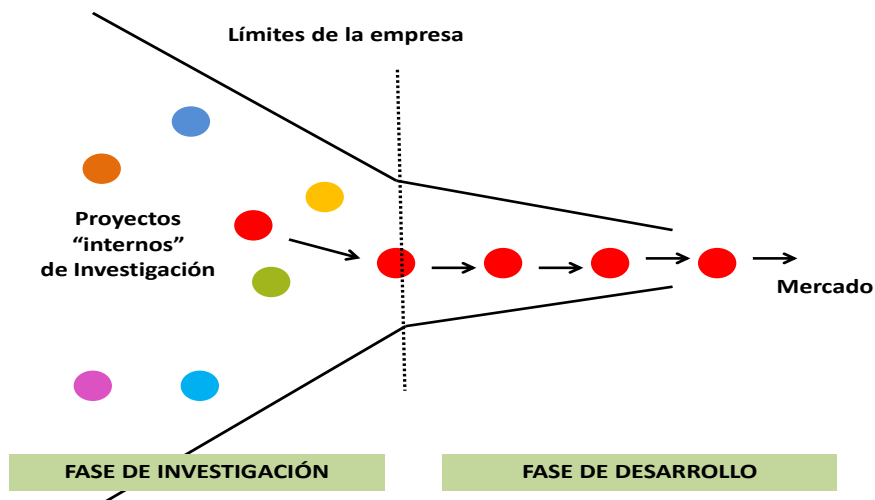 Límites de la empresa
Proyectos
“internos”
de Investigación
Mercado
FASE DE INVESTIGACIÓN
FASE DE DESARROLLO